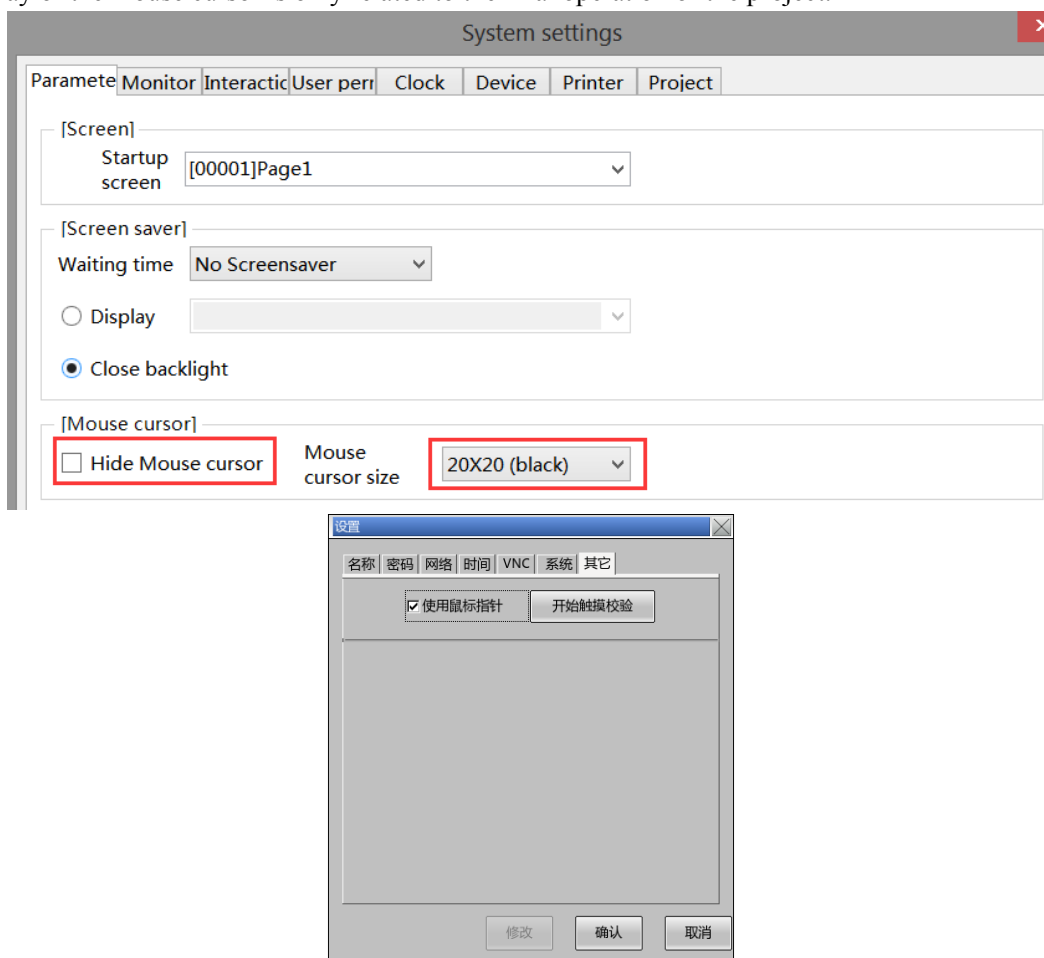 System settings
Paramete Monitor Interactic User perr Clock Device Printer Project
[Screen]
Startup screen [00001]Page1
[Screen saver]
Waiting time No Screensaver
Display
Close backlight
[Mouse cursor]
Hide Mouse cursor Mouse cursor size 20X20 (black)
设置
名称 密码 网络 时间 VNC 系统 其它
使用鼠标指针 开始触摸校验
修改 确认 取消